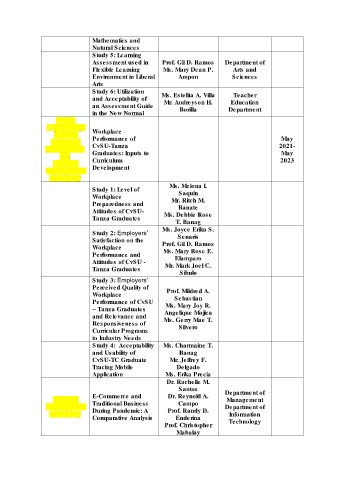 Mathematics and
Natural Sciences
Study 5: Learning
Assessment used in
Flexible Learning
Environment in Liberal
Arts
Prof. Gil D. Ramos
Ms. Mary Dean P.
Ampon
Department of
Arts and
Sciences
Study 6: Utilization
and Acceptability of
an Assessment Guide
in the New Normal
Ms. Estelita A. Villa
Mr. Audreyson H.
Borilla
Teacher
Education
Department
Workplace
Performance of
CvSU-Tanza
Graduates: Inputs to
Curriculum
Development
May
2021-
May
2023
Study 1: Level of
Workplace
Preparedness and
Attitudes of CvSU-
Tanza Graduates
Ms. Melona I.
Saquin
Mr. Ritch M.
Banate
Ms. Debbie Rose
T. Banag
Study 2: Employers'
Satisfaction on the
Workplace
Performance and
Attitudes of CvSU -
Tanza Graduates
Ms. Joyce Erika S.
Senaris
Prof. Gil D. Ramos
Ms. Mary Rose E.
Elamparo
Mr. Mark Joel C.
Sibulo
Study 3: Employers'
Perceived Quality of
Workplace
Performance of CvSU
– Tanza Graduates
and Relevance and
Responsiveness of
Curricular Programs
to Industry Needs
Prof. Mildred A.
Sebastian
Ms. Mary Joy R.
Angelique Mojica
Ms. Gerry Mae T.
Silvero
Study 4: Acceptability
and Usability of
CvSU-TC Graduate
Tracing Mobile
Application
Ms. Charmaine T.
Banag
Mr. Jeffrey F.
Delgado
Ms. Erika Precia
E-Commerce and
Traditional Business
During Pandemic: A
Comparative Analysis
Dr. Rachelle M.
Santos
Dr. Reynold A.
Campo
Prof. Randy D.
Enderina
Prof. Christopher
Mabalay
Department of
Management
Department of
Information
Technology